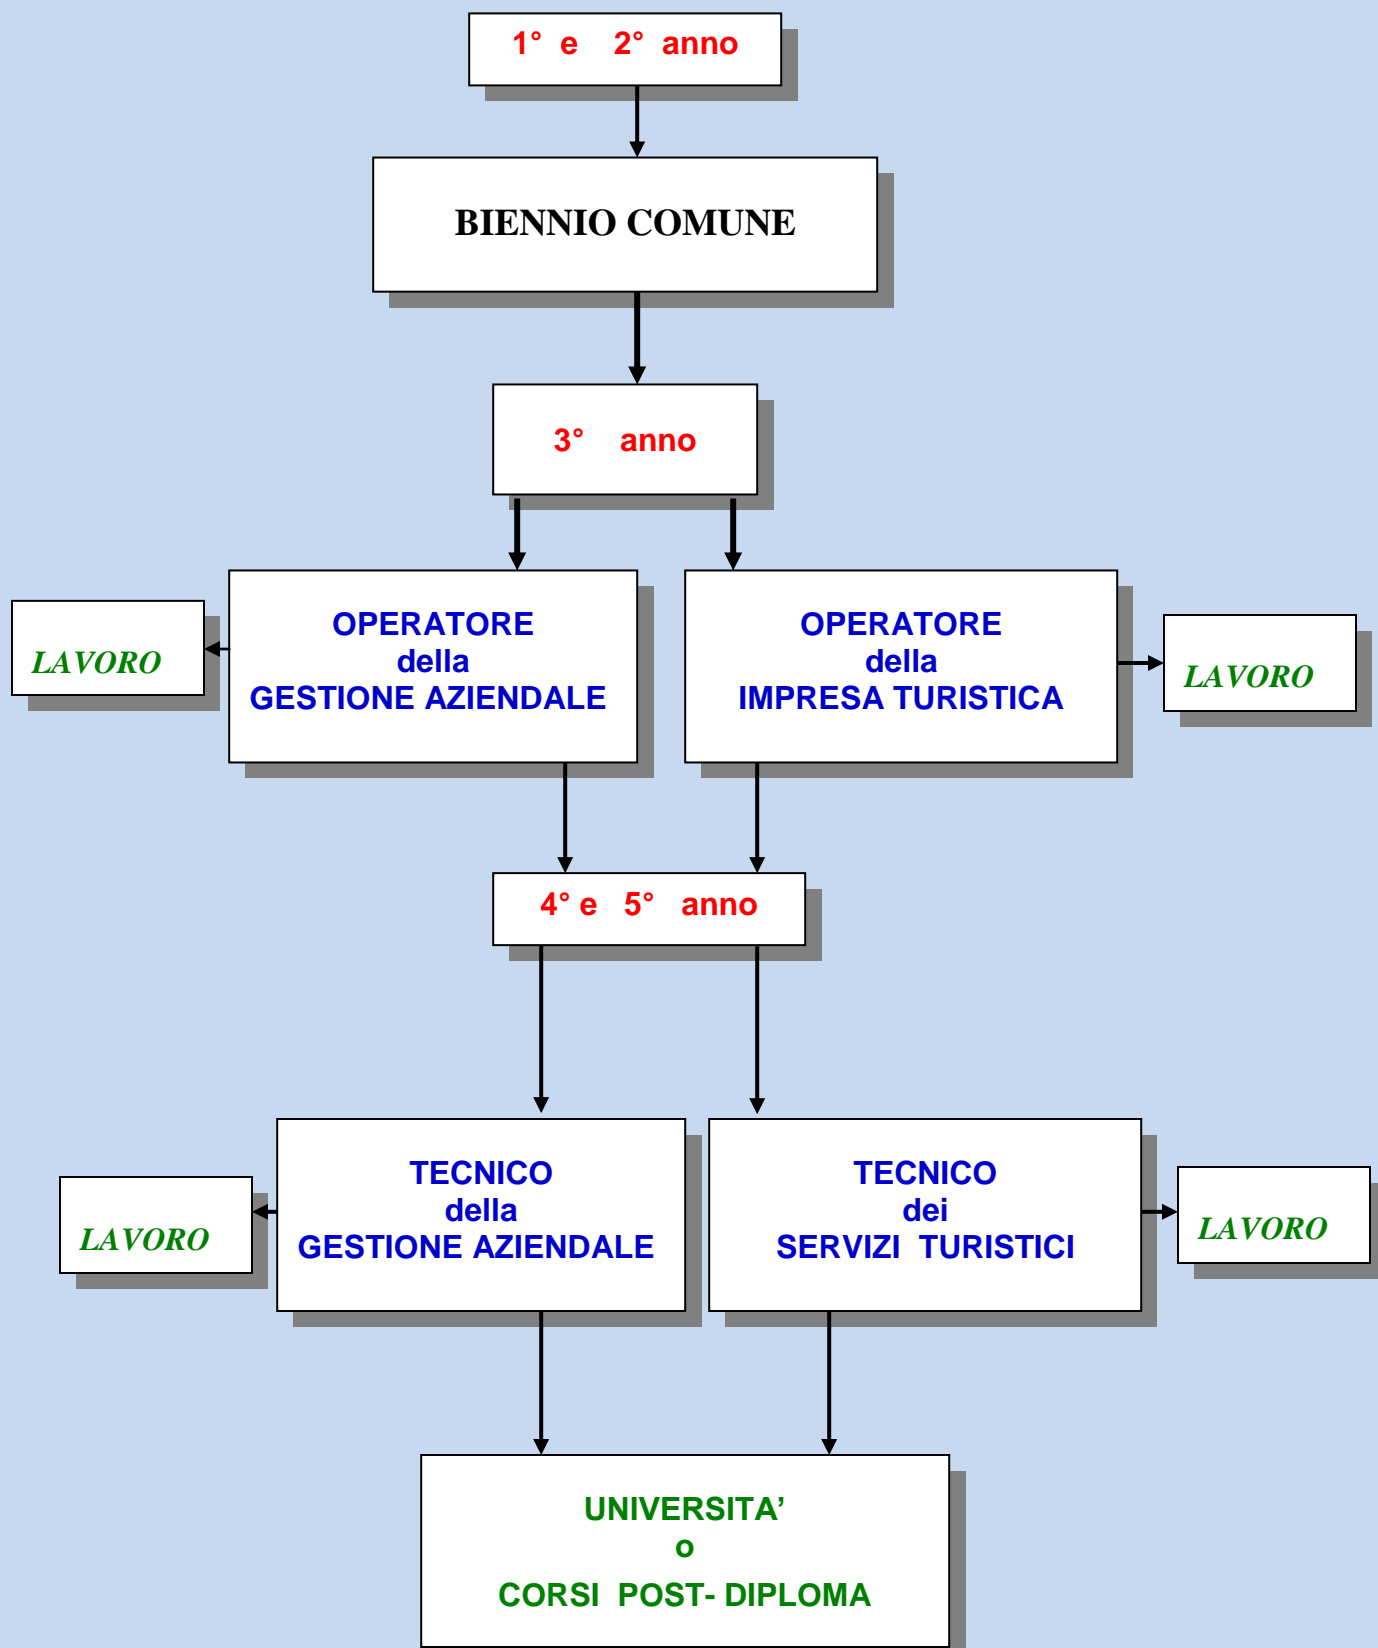 1° e 2° anno
BIENNIO COMUNE
3° anno
LAVORO
OPERATORE
della
GESTIONE AZIENDALE
OPERATORE
della
IMPRESA TURISTICA
LAVORO
4° e 5° anno
LAVORO
TECNICO
della
GESTIONE AZIENDALE
TECNICO
dei
SERVIZI TURISTICI
LAVORO
UNIVERSITA’
o
CORSI POST- DIPLOMA